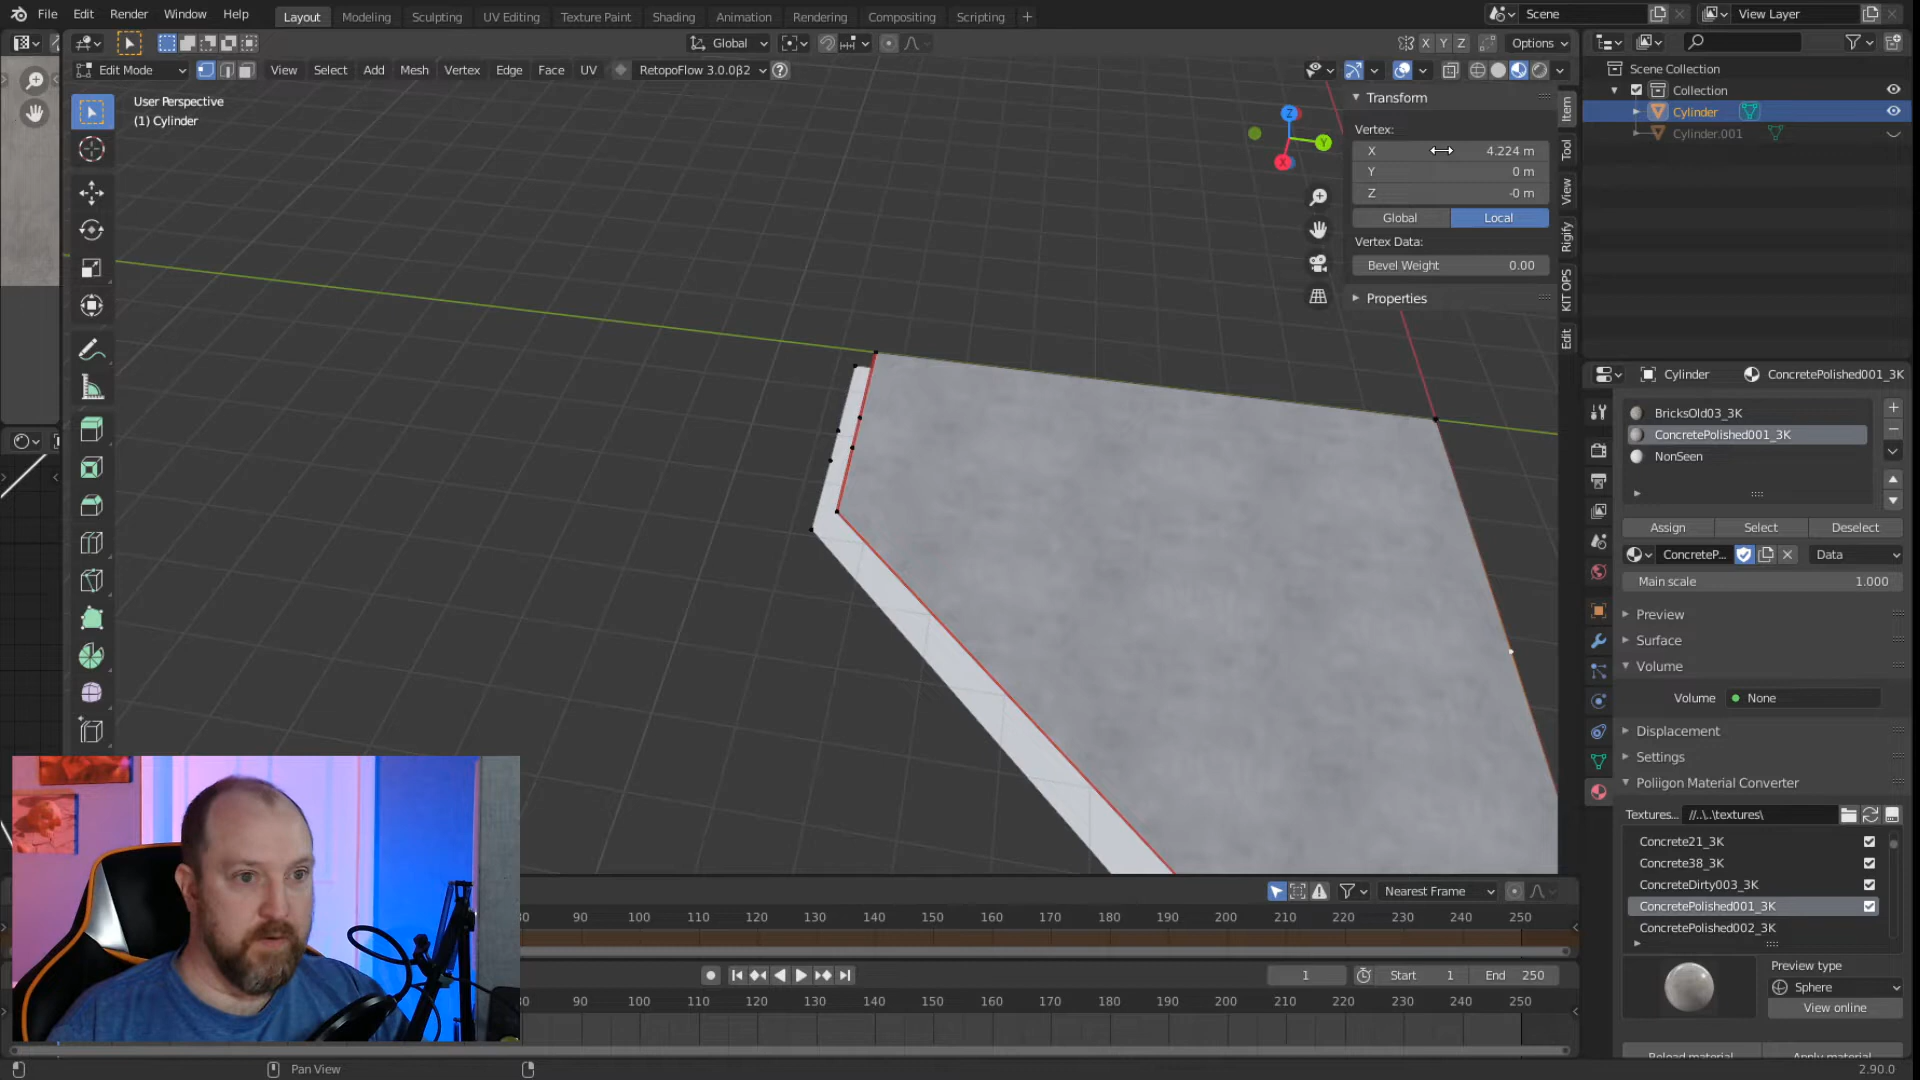 File Edit Render Window Help Layout Modeling Sculpting UV Editing Texture Paint Shading Animation Rendering Compositing Scripting + Scene View Layer
Global X Y Z Options
Edit Mode View Select Add Mesh Vertex Edge Face UV RetopoFlow 3.0.0β2
User Perspective
(1) Cylinder
Z
Y
X
Transform
Vertex:
X 4.224 m
Y 0 m
Z -0 m
Global Local
Vertex Data:
Bevel Weight 0.00
Properties
Item
Tool
View
Rigify
KIT OPS
Edit
Scene Collection
Collection
Cylinder
Cylinder.001
Cylinder ConcretePolished001_3K
BricksOld03_3K
ConcretePolished001_3K
NonSeen
Assign Select Deselect
ConcreteP... Data
Main scale 1.000
Preview
Surface
Volume
Volume None
Displacement
Settings
Poliigon Material Converter
Textures... //..\..\textures\
Concrete21_3K
Concrete38_3K
ConcreteDirty003_3K
ConcretePolished001_3K
ConcretePolished002_3K
Preview type
Sphere
View online
Reload material Apply material
Nearest Frame
80 90 100 110 120 130 140 150 160 170 180 190 200 210 220 230 240 250
1 Start 1 End 250
80 90 100 110 120 130 140 150 160 170 180 190 200 210 220 230 240 250
Pan View
2.90.0